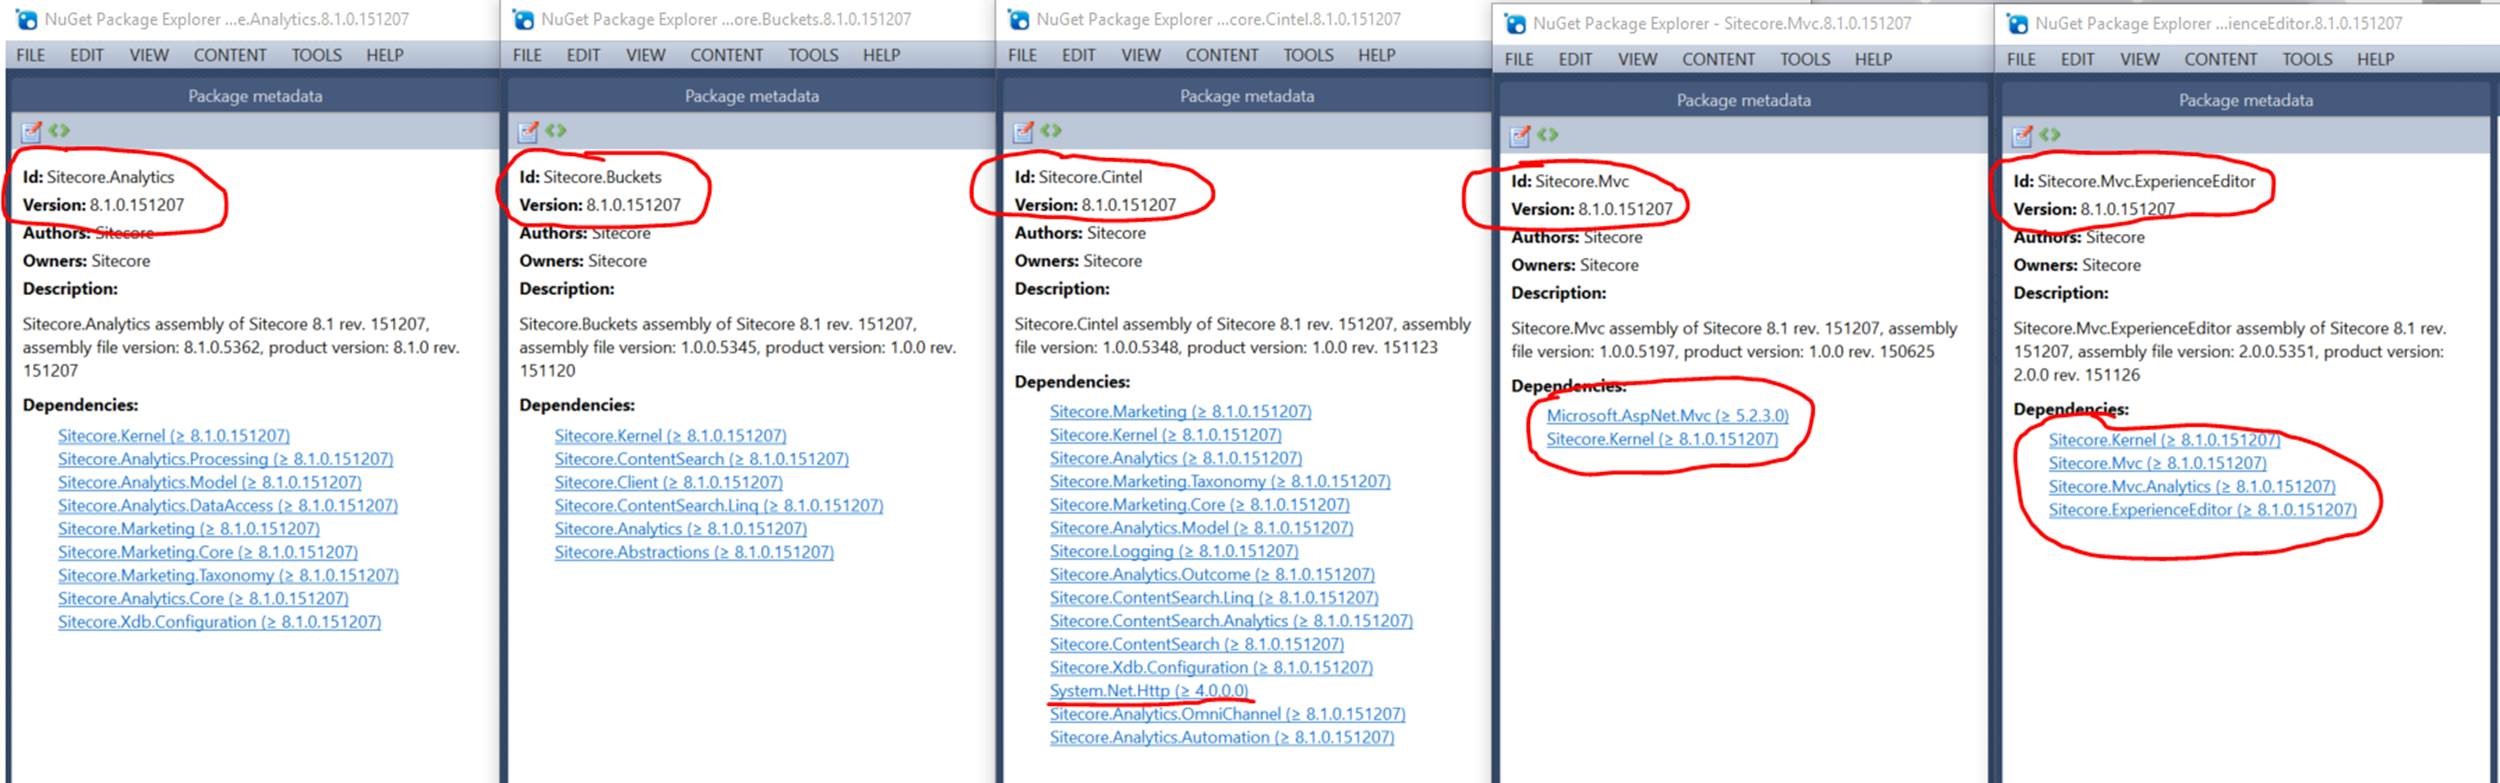 NuGet Package Explorer ...e.Analytics.8.1.0.151207
FILE EDIT VIEW CONTENT TOOLS HELP
Package metadata
Id: Sitecore.Analytics
Version: 8.1.0.151207
Authors: Sitecore
Owners: Sitecore
Description:
Sitecore.Analytics assembly of Sitecore 8.1 rev. 151207,
assembly file version: 8.1.0.5362, product version: 8.1.0 rev.
151207
Dependencies:
Sitecore.Kernel (≥ 8.1.0.151207)
Sitecore.Analytics.Processing (≥ 8.1.0.151207)
Sitecore.Analytics.Model (≥ 8.1.0.151207)
Sitecore.Analytics.DataAccess (≥ 8.1.0.151207)
Sitecore.Marketing (≥ 8.1.0.151207)
Sitecore.Marketing.Core (≥ 8.1.0.151207)
Sitecore.Marketing.Taxonomy (≥ 8.1.0.151207)
Sitecore.Analytics.Core (≥ 8.1.0.151207)
Sitecore.Xdb.Configuration (≥ 8.1.0.151207)
NuGet Package Explorer ...ore.Buckets.8.1.0.151207
FILE EDIT VIEW CONTENT TOOLS HELP
Package metadata
Id: Sitecore.Buckets
Version: 8.1.0.151207
Authors: Sitecore
Owners: Sitecore
Description:
Sitecore.Buckets assembly of Sitecore 8.1 rev. 151207,
assembly file version: 1.0.0.5345, product version: 1.0.0 rev.
151120
Dependencies:
Sitecore.Kernel (≥ 8.1.0.151207)
Sitecore.ContentSearch (≥ 8.1.0.151207)
Sitecore.Client (≥ 8.1.0.151207)
Sitecore.ContentSearch.Linq (≥ 8.1.0.151207)
Sitecore.Analytics (≥ 8.1.0.151207)
Sitecore.Abstractions (≥ 8.1.0.151207)
NuGet Package Explorer ...core.Cintel.8.1.0.151207
FILE EDIT VIEW CONTENT TOOLS HELP
Package metadata
Id: Sitecore.Cintel
Version: 8.1.0.151207
Authors: Sitecore
Owners: Sitecore
Description:
Sitecore.Cintel assembly of Sitecore 8.1 rev. 151207, assembly
file version: 1.0.0.5348, product version: 1.0.0 rev. 151123
Dependencies:
Sitecore.Marketing (≥ 8.1.0.151207)
Sitecore.Kernel (≥ 8.1.0.151207)
Sitecore.Analytics (≥ 8.1.0.151207)
Sitecore.Marketing.Taxonomy (≥ 8.1.0.151207)
Sitecore.Marketing.Core (≥ 8.1.0.151207)
Sitecore.Analytics.Model (≥ 8.1.0.151207)
Sitecore.Logging (≥ 8.1.0.151207)
Sitecore.Analytics.Outcome (≥ 8.1.0.151207)
Sitecore.ContentSearch.Linq (≥ 8.1.0.151207)
Sitecore.ContentSearch.Analytics (≥ 8.1.0.151207)
Sitecore.ContentSearch (≥ 8.1.0.151207)
Sitecore.Xdb.Configuration (≥ 8.1.0.151207)
System.Net.Http (≥ 4.0.0.0)
Sitecore.Analytics.OmniChannel (≥ 8.1.0.151207)
Sitecore.Analytics.Automation (≥ 8.1.0.151207)
NuGet Package Explorer - Sitecore.Mvc.8.1.0.151207
FILE EDIT VIEW CONTENT TOOLS HELP
Package metadata
Id: Sitecore.Mvc
Version: 8.1.0.151207
Authors: Sitecore
Owners: Sitecore
Description:
Sitecore.Mvc assembly of Sitecore 8.1 rev. 151207, assembly
file version: 1.0.0.5197, product version: 1.0.0 rev. 150625
Dependencies:
Microsoft.AspNet.Mvc (≥ 5.2.3.0)
Sitecore.Kernel (≥ 8.1.0.151207)
NuGet Package Explorer ...ienceEditor.8.1.0.151207
FILE EDIT VIEW CONTENT TOOLS HELP
Package metadata
Id: Sitecore.Mvc.ExperienceEditor
Version: 8.1.0.151207
Authors: Sitecore
Owners: Sitecore
Description:
Sitecore.Mvc.ExperienceEditor assembly of Sitecore 8.1 rev.
151207, assembly file version: 2.0.0.5351, product version:
2.0.0 rev. 151126
Dependencies:
Sitecore.Kernel (≥ 8.1.0.151207)
Sitecore.Mvc (≥ 8.1.0.151207)
Sitecore.Mvc.Analytics (≥ 8.1.0.151207)
Sitecore.ExperienceEditor (≥ 8.1.0.151207)